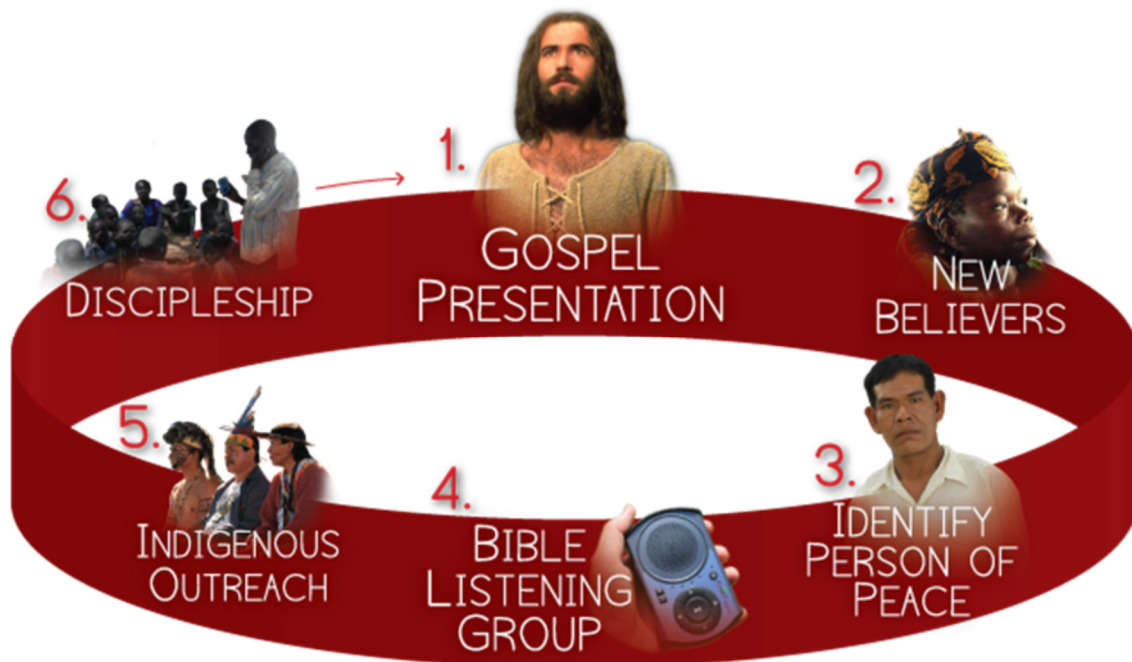 1.
GOSPEL
PRESENTATION
2.
NEW
BELIEVERS
3.
IDENTIFY
PERSON OF
PEACE
4.
BIBLE
LISTENING
GROUP
5.
INDIGENOUS
OUTREACH
6.
DISCIPLESHIP